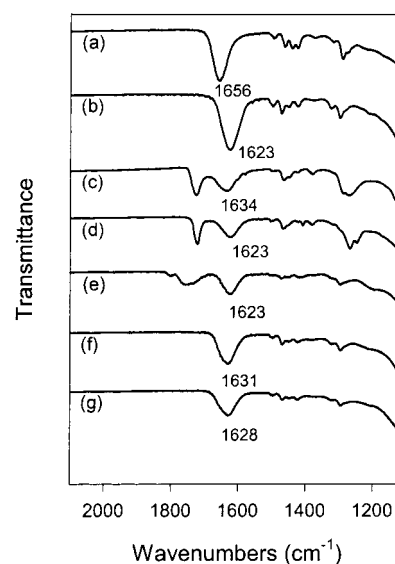 (a)
1656
(b)
1623
(c)
1634
(d)
1623
(e)
1623
(f)
1631
(g)
1628
Transmittance
2000 1800 1600 1400 1200
Wavenumbers (cm⁻¹)